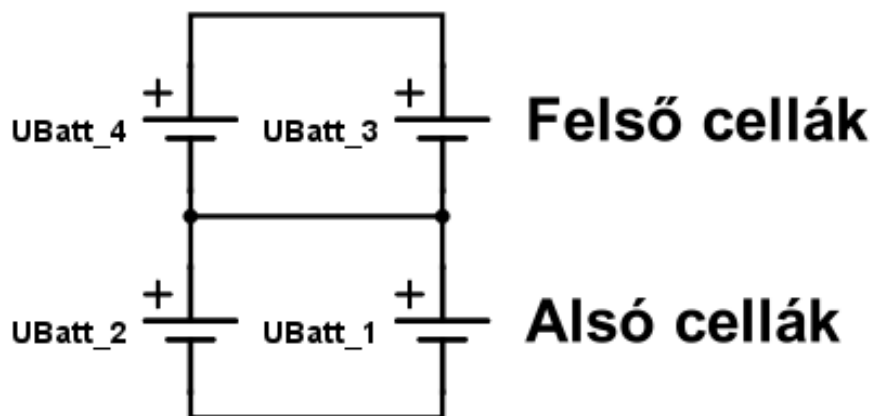 + +
UBatt_4 UBatt_3 Felső cellák
+ +
UBatt_2 UBatt_1 Alsó cellák